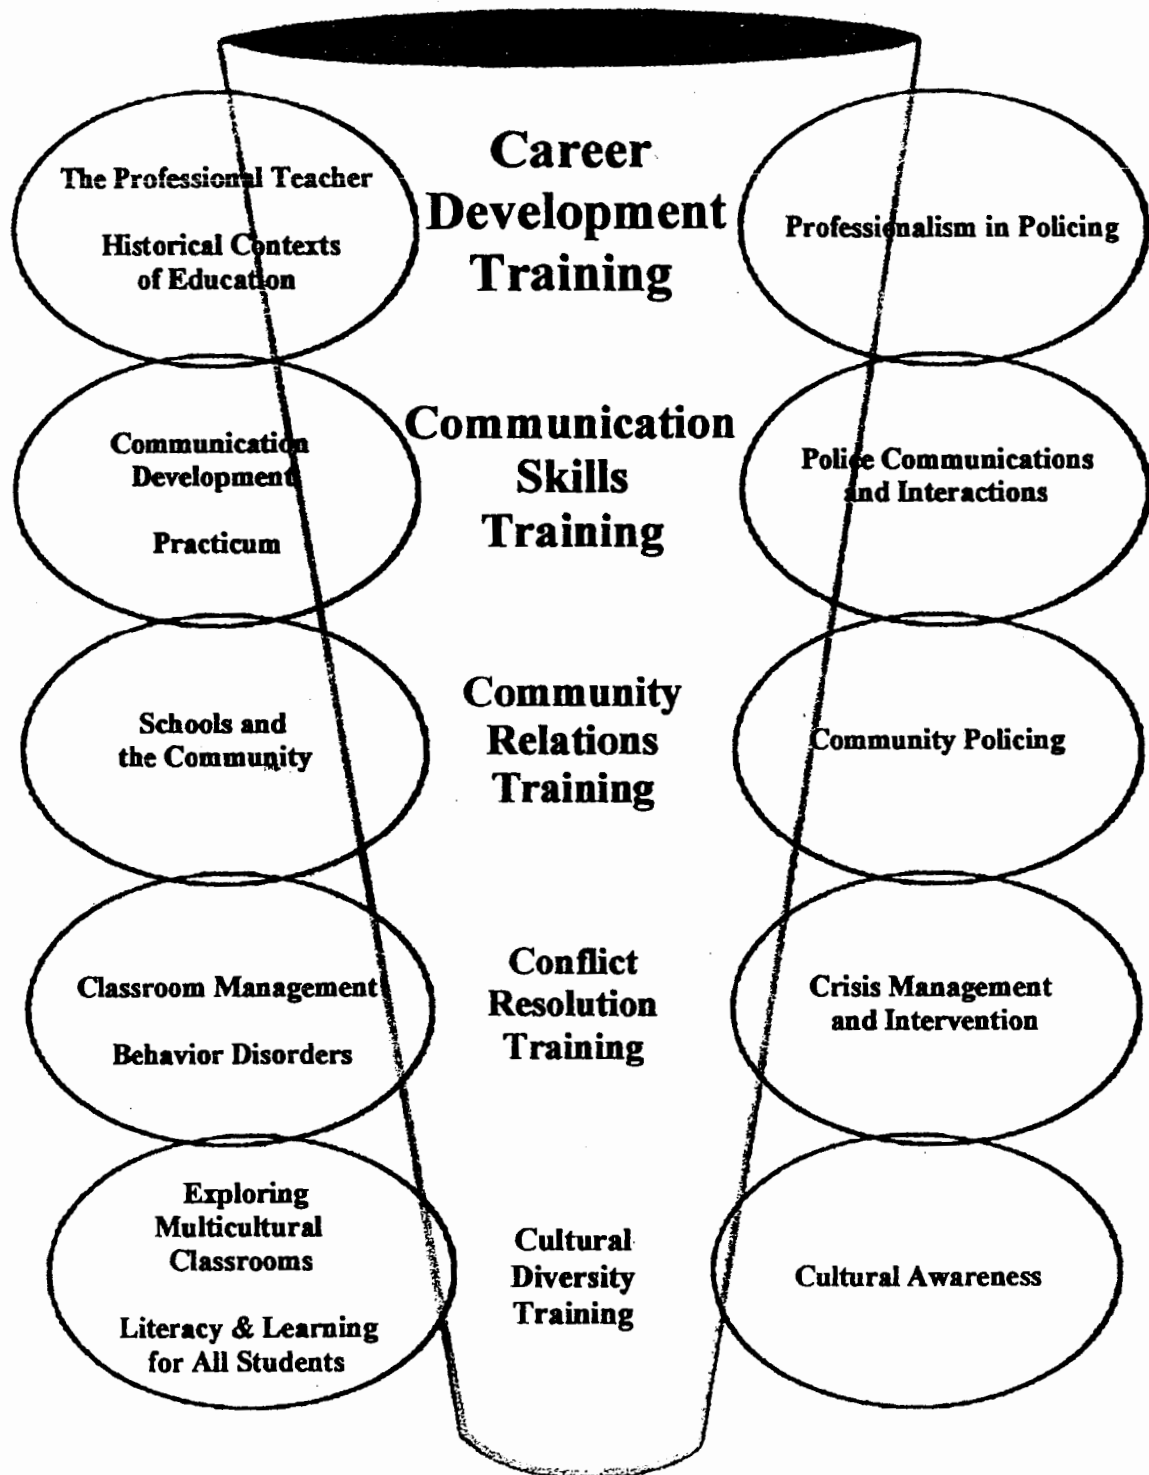 The Professional Teacher
Historical Contexts
of Education
Career
Development
Training
Professionalism in Policing
Communication
Development
Practicum
Communication
Skills
Training
Police Communications
and Interactions
Schools and
the Community
Community
Relations
Training
Community Policing
Classroom Management
Behavior Disorders
Conflict
Resolution
Training
Crisis Management
and Intervention
Exploring
Multicultural
Classrooms
Literacy & Learning
for All Students
Cultural
Diversity
Training
Cultural Awareness